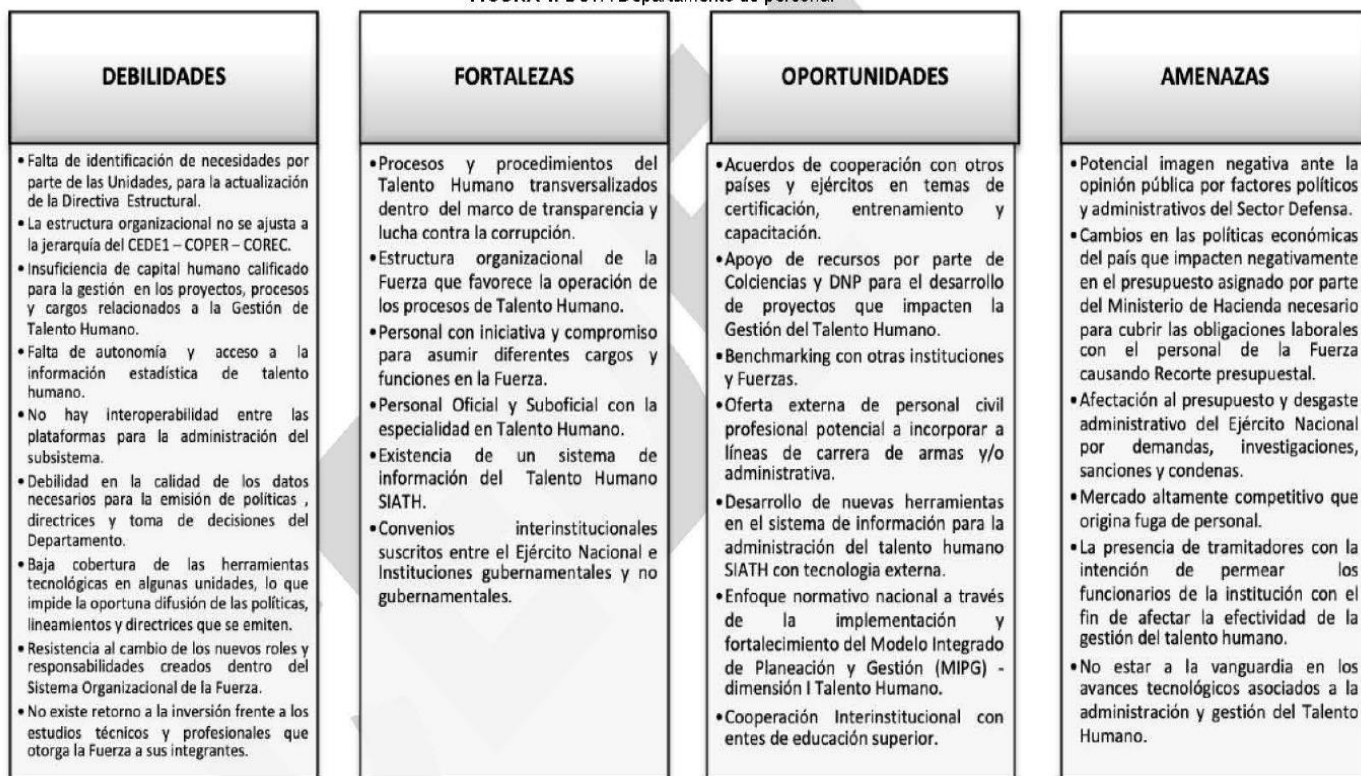 DEBILIDADES
• Falta de identificación de necesidades por
parte de las Unidades, para la actualización
de la Directiva Estructural.
• La estructura organizacional no se ajusta a
la jerarquía del CEDE1 – COPER – COREC.
• Insuficiencia de capital humano calificado
para la gestión en los proyectos, procesos
y cargos relacionados a la Gestión de
Talento Humano.
• Falta de autonomía y acceso a la
información estadística de talento
humano.
• No hay interoperabilidad entre las
plataformas para la administración del
subsistema.
• Debilidad en la calidad de los datos
necesarios para la emisión de políticas ,
directrices y toma de decisiones del
Departamento.
• Baja cobertura de las herramientas
tecnológicas en algunas unidades, lo que
impide la oportuna difusión de las políticas,
lineamientos y directrices que se emiten.
• Resistencia al cambio de los nuevos roles y
responsabilidades creados dentro del
Sistema Organizacional de la Fuerza.
• No existe retorno a la inversión frente a los
estudios técnicos y profesionales que
otorga la Fuerza a sus integrantes.
FORTALEZAS
• Procesos y procedimientos del
Talento Humano transversalizados
dentro del marco de transparencia y
lucha contra la corrupción.
• Estructura organizacional de la
Fuerza que favorece la operación de
los procesos de Talento Humano.
• Personal con iniciativa y compromiso
para asumir diferentes cargos y
funciones en la Fuerza.
• Personal Oficial y Suboficial con la
especialidad en Talento Humano.
• Existencia de un sistema de
información del Talento Humano
SIATH.
• Convenios interinstitucionales
suscritos entre el Ejército Nacional e
Instituciones gubernamentales y no
gubernamentales.
OPORTUNIDADES
• Acuerdos de cooperación con otros
países y ejércitos en temas de
certificación, entrenamiento y
capacitación.
• Apoyo de recursos por parte de
Colciencias y DNP para el desarrollo
de proyectos que impacten la
Gestión del Talento Humano.
• Benchmarking con otras instituciones
y Fuerzas.
• Oferta externa de personal civil
profesional potencial a incorporar a
líneas de carrera de armas y/o
administrativa.
• Desarrollo de nuevas herramientas
en el sistema de información para la
administración del talento humano
SIATH con tecnologia externa.
• Enfoque normativo nacional a través
de la implementación y
fortalecimiento del Modelo Integrado
de Planeación y Gestión (MIPG) -
dimensión I Talento Humano.
• Cooperación Interinstitucional con
entes de educación superior.
AMENAZAS
• Potencial imagen negativa ante la
opinión pública por factores políticos
y administrativos del Sector Defensa.
• Cambios en las políticas económicas
del país que impacten negativamente
en el presupuesto asignado por parte
del Ministerio de Hacienda necesario
para cubrir las obligaciones laborales
con el personal de la Fuerza
causando Recorte presupuestal.
• Afectación al presupuesto y desgaste
administrativo del Ejército Nacional
por demandas, investigaciones,
sanciones y condenas.
• Mercado altamente competitivo que
origina fuga de personal.
• La presencia de tramitadores con la
intención de permear los
funcionarios de la institución con el
fin de afectar la efectividad de la
gestión del talento humano.
• No estar a la vanguardia en los
avances tecnológicos asociados a la
administración y gestión del Talento
Humano.